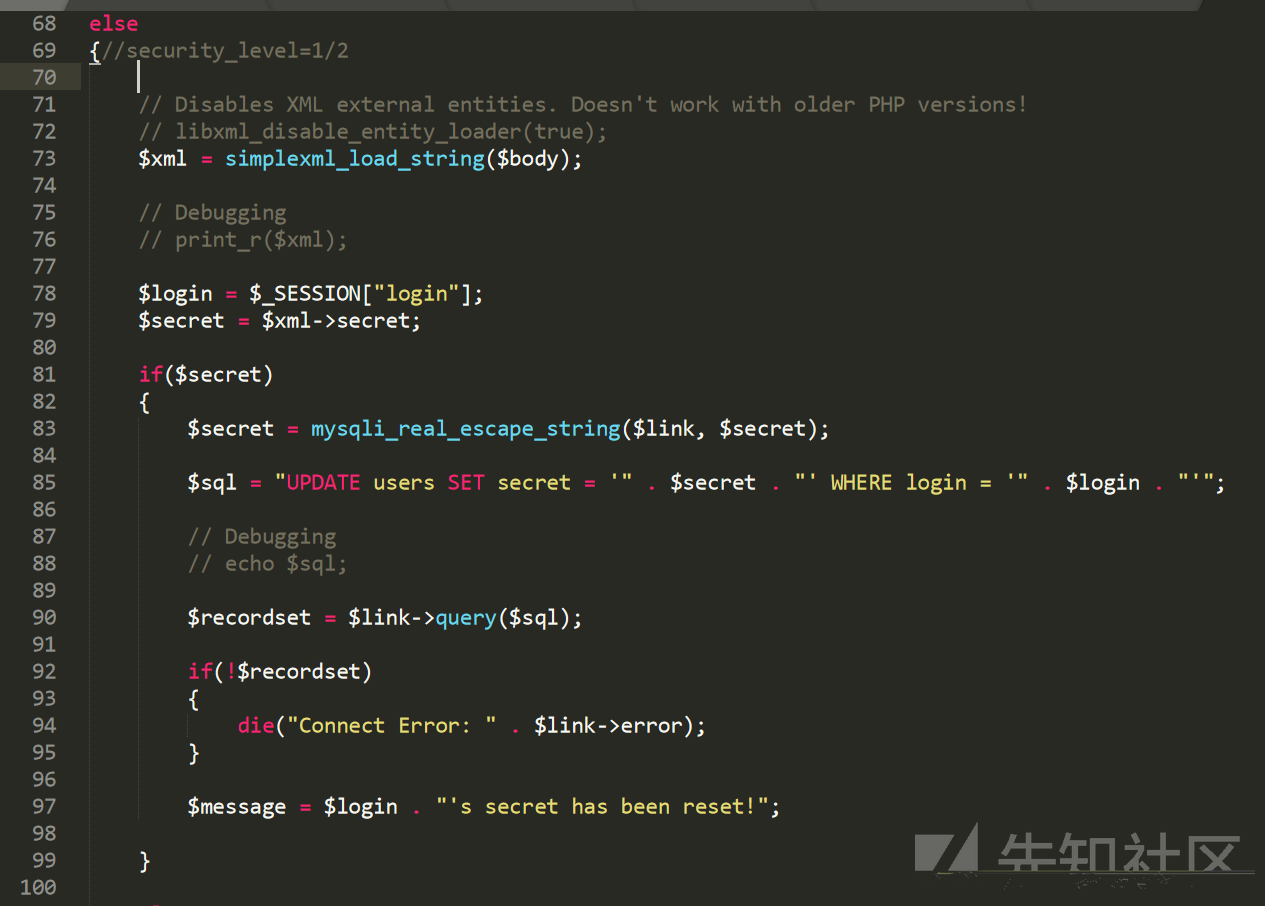 68 else
69 {//security_level=1/2
70
71 // Disables XML external entities. Doesn't work with older PHP versions!
72 // libxml_disable_entity_loader(true);
73 $xml = simplexml_load_string($body);
74
75 // Debugging
76 // print_r($xml);
77
78 $login = $_SESSION["login"];
79 $secret = $xml->secret;
80
81 if($secret)
82 {
83 $secret = mysqli_real_escape_string($link, $secret);
84
85 $sql = "UPDATE users SET secret = '" . $secret . "' WHERE login = '" . $login . "'";
86
87 // Debugging
88 // echo $sql;
89
90 $recordset = $link->query($sql);
91
92 if(!$recordset)
93 {
94 die("Connect Error: " . $link->error);
95 }
96
97 $message = $login . "'s secret has been reset!";
98
99 }
100
先知社区